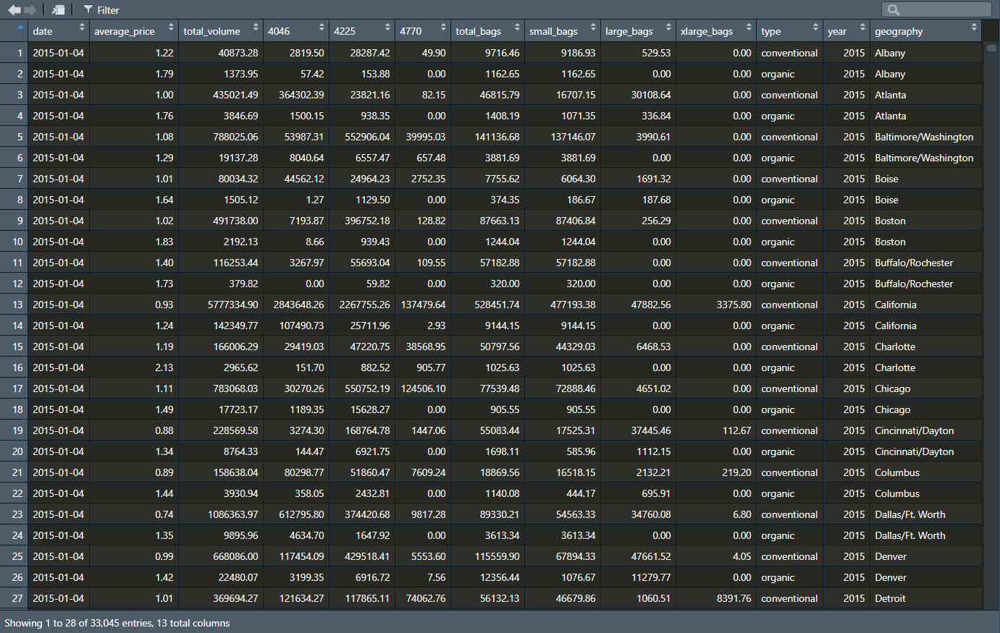 Filter
date average_price total_volume 4046 4225 4770 total_bags small_bags large_bags xlarge_bags type year geography
1 2015-01-04 1.22 40873.28 2819.50 28287.42 49.90 9716.46 9186.93 529.53 0.00 conventional 2015 Albany
2 2015-01-04 1.79 1373.95 57.42 153.88 0.00 1162.65 1162.65 0.00 0.00 organic 2015 Albany
3 2015-01-04 1.00 435021.49 364302.39 23821.16 82.15 46815.79 16707.15 30108.64 0.00 conventional 2015 Atlanta
4 2015-01-04 1.76 3846.69 1500.15 938.35 0.00 1408.19 1071.35 336.84 0.00 organic 2015 Atlanta
5 2015-01-04 1.08 788025.06 53987.31 552906.04 39995.03 141136.68 137146.07 3990.61 0.00 conventional 2015 Baltimore/Washington
6 2015-01-04 1.29 19137.28 8040.64 6557.47 657.48 3881.69 3881.69 0.00 0.00 organic 2015 Baltimore/Washington
7 2015-01-04 1.01 80034.32 44562.12 24964.23 2752.35 7755.62 6064.30 1691.32 0.00 conventional 2015 Boise
8 2015-01-04 1.64 1505.12 1.27 1129.50 0.00 374.35 186.67 187.68 0.00 organic 2015 Boise
9 2015-01-04 1.02 491738.00 7193.87 396752.18 128.82 87663.13 87406.84 256.29 0.00 conventional 2015 Boston
10 2015-01-04 1.83 2192.13 8.66 939.43 0.00 1244.04 1244.04 0.00 0.00 organic 2015 Boston
11 2015-01-04 1.40 116253.44 3267.97 55693.04 109.55 57182.88 57182.88 0.00 0.00 conventional 2015 Buffalo/Rochester
12 2015-01-04 1.73 379.82 0.00 59.82 0.00 320.00 320.00 0.00 0.00 organic 2015 Buffalo/Rochester
13 2015-01-04 0.93 5777334.90 2843648.26 2267755.26 137479.64 528451.74 477193.38 47882.56 3375.80 conventional 2015 California
14 2015-01-04 1.24 142349.77 107490.73 25711.96 2.93 9144.15 9144.15 0.00 0.00 organic 2015 California
15 2015-01-04 1.19 166006.29 29419.03 47220.75 38568.95 50797.56 44329.03 6468.53 0.00 conventional 2015 Charlotte
16 2015-01-04 2.13 2965.62 151.70 882.52 905.77 1025.63 1025.63 0.00 0.00 organic 2015 Charlotte
17 2015-01-04 1.11 783068.03 30270.26 550752.19 124506.10 77539.48 72888.46 4651.02 0.00 conventional 2015 Chicago
18 2015-01-04 1.49 17723.17 1189.35 15628.27 0.00 905.55 905.55 0.00 0.00 organic 2015 Chicago
19 2015-01-04 0.88 228569.58 3274.30 168764.78 1447.06 55083.44 17525.31 37445.46 112.67 conventional 2015 Cincinnati/Dayton
20 2015-01-04 1.34 8764.33 144.47 6921.75 0.00 1698.11 585.96 1112.15 0.00 organic 2015 Cincinnati/Dayton
21 2015-01-04 0.89 158638.04 80298.77 51860.47 7609.24 18869.56 16518.15 2132.21 219.20 conventional 2015 Columbus
22 2015-01-04 1.44 3930.94 358.05 2432.81 0.00 1140.08 444.17 695.91 0.00 organic 2015 Columbus
23 2015-01-04 0.74 1086363.97 612795.80 374420.68 9817.28 89330.21 54563.33 34760.08 6.80 conventional 2015 Dallas/Ft. Worth
24 2015-01-04 1.35 9895.96 4634.70 1647.92 0.00 3613.34 3613.34 0.00 0.00 organic 2015 Dallas/Ft. Worth
25 2015-01-04 0.99 668086.00 117454.09 429518.41 5553.60 115559.90 67894.33 47661.52 4.05 conventional 2015 Denver
26 2015-01-04 1.42 22480.07 3199.35 6916.72 7.56 12356.44 1076.67 11279.77 0.00 organic 2015 Denver
27 2015-01-04 1.01 369694.27 121634.27 117865.11 74062.76 56132.13 46679.86 1060.51 8391.76 conventional 2015 Detroit
Showing 1 to 28 of 33,045 entries, 13 total columns